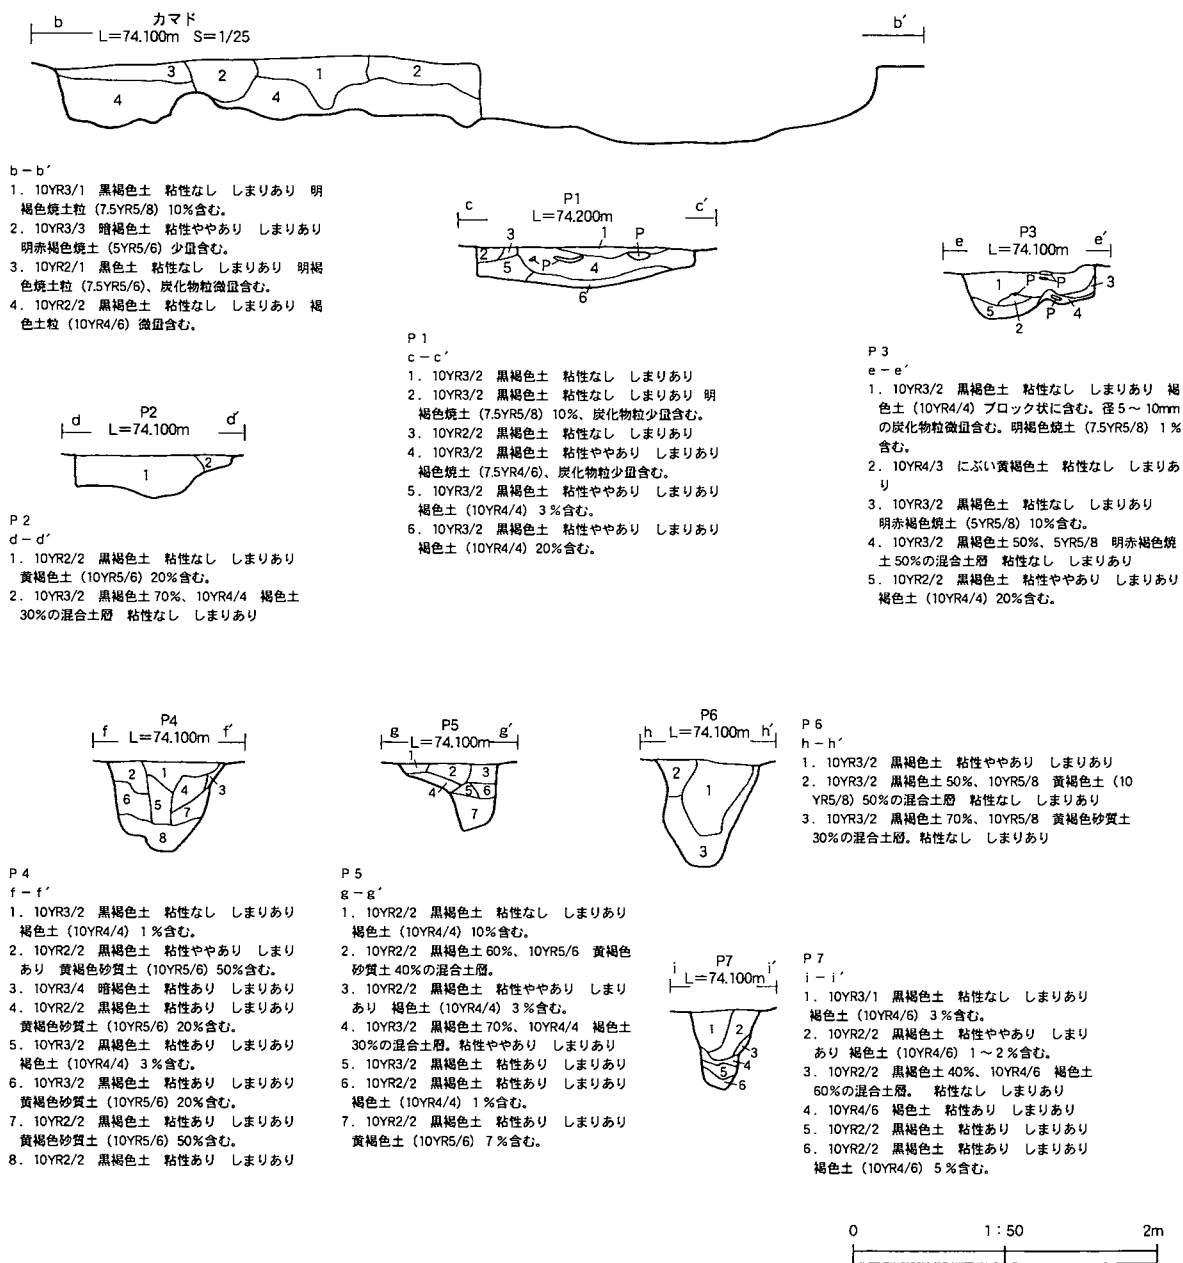 b
カマド
L=74.100m S=1/25
b′
3
2
1
2
4
4
b－b′
1. 10YR3/1 黒褐色土 粘性なし しまりあり 明
褐色焼土粒（7.5YR5/8）10%含む。
2. 10YR3/3 暗褐色土 粘性ややあり しまりあり
明赤褐色焼土（5YR5/6）少量含む。
3. 10YR2/1 黒色土 粘性なし しまりあり 明褐
色焼土粒（7.5YR5/6）、炭化物粒微量含む。
4. 10YR2/2 黒褐色土 粘性なし しまりあり 褐
色土粒（10YR4/6）微量含む。
c
P1
L=74.200m
c′
3
1
P
2
5
P
4
6
P1
c－c′
1. 10YR3/2 黒褐色土 粘性なし しまりあり
2. 10YR3/2 黒褐色土 粘性なし しまりあり 明
褐色焼土（7.5YR5/8）10%、炭化物粒少量含む。
3. 10YR2/2 黒褐色土 粘性なし しまりあり
4. 10YR3/2 黒褐色土 粘性ややあり しまりあり
褐色焼土（7.5YR4/6）、炭化物粒少量含む。
5. 10YR3/2 黒褐色土 粘性ややあり しまりあり
褐色土（10YR4/4）3%含む。
6. 10YR3/2 黒褐色土 粘性ややあり しまりあり
褐色土（10YR4/4）20%含む。
e
P3
L=74.100m
e′
1
P
P
3
5
P
4
2
P3
e－e′
1. 10YR3/2 黒褐色土 粘性なし しまりあり 褐
色土（10YR4/4）ブロック状に含む。径5～10mm
の炭化物粒微量含む。明褐色焼土（7.5YR5/8）1%
含む。
2. 10YR4/3 にぶい黄褐色土 粘性なし しまりあ
り
3. 10YR3/2 黒褐色土 粘性なし しまりあり
明赤褐色焼土（5YR5/8）10%含む。
4. 10YR3/2 黒褐色土50%、5YR5/8 明赤褐色焼
土50%の混合土層 粘性なし しまりあり
5. 10YR2/2 黒褐色土 粘性ややあり しまりあり
褐色土（10YR4/4）20%含む。
d
P2
L=74.100m
d′
1
2
P2
d－d′
1. 10YR2/2 黒褐色土 粘性なし しまりあり
黄褐色土（10YR5/6）20%含む。
2. 10YR3/2 黒褐色土70%、10YR4/4 褐色土
30%の混合土層 粘性なし しまりあり
f
P4
L=74.100m
f′
2
1
4
3
6
5
7
8
P4
f－f′
1. 10YR3/2 黒褐色土 粘性なし しまりあり
褐色土（10YR4/4）1%含む。
2. 10YR2/2 黒褐色土 粘性ややあり しまり
あり 黄褐色砂質土（10YR5/6）50%含む。
3. 10YR3/4 暗褐色土 粘性あり しまりあり
4. 10YR2/2 黒褐色土 粘性あり しまりあり
黄褐色砂質土（10YR5/6）20%含む。
5. 10YR3/2 黒褐色土 粘性あり しまりあり
褐色土（10YR4/4）3%含む。
6. 10YR3/2 黒褐色土 粘性あり しまりあり
黄褐色砂質土（10YR5/6）20%含む。
7. 10YR2/2 黒褐色土 粘性あり しまりあり
黄褐色砂質土（10YR5/6）50%含む。
8. 10YR2/2 黒褐色土 粘性あり しまりあり
g
P5
L=74.100m
g′
1
2
3
4
5
6
7
P5
g－g′
1. 10YR2/2 黒褐色土 粘性なし しまりあり
褐色土（10YR4/4）10%含む。
2. 10YR2/2 黒褐色土60%、10YR5/6 黄褐色
砂質土40%の混合土層。
3. 10YR2/2 黒褐色土 粘性ややあり しまり
あり 褐色土（10YR4/4）3%含む。
4. 10YR3/2 黒褐色土70%、10YR4/4 褐色土
30%の混合土層。粘性ややあり しまりあり
5. 10YR3/2 黒褐色土 粘性あり しまりあり
6. 10YR2/2 黒褐色土 粘性あり しまりあり
褐色土（10YR4/4）1%含む。
7. 10YR2/2 黒褐色土 粘性あり しまりあり
黄褐色土（10YR5/6）7%含む。
h
P6
L=74.100m
h′
2
1
3
P6
h－h′
1. 10YR3/2 黒褐色土 粘性ややあり しまりあり
2. 10YR3/2 黒褐色土50%、10YR5/8 黄褐色土（10
YR5/8）50%の混合土層 粘性なし しまりあり
3. 10YR3/2 黒褐色土70%、10YR5/8 黄褐色砂質土
30%の混合土層。粘性なし しまりあり
i
P7
L=74.100m
i′
1
2
3
4
5
6
P7
i－i′
1. 10YR3/1 黒褐色土 粘性なし しまりあり
褐色土（10YR4/6）3%含む。
2. 10YR2/2 黒褐色土 粘性ややあり しまり
あり 褐色土（10YR4/6）1～2%含む。
3. 10YR2/2 黒褐色土40%、10YR4/6 褐色土
60%の混合土層。 粘性なし しまりあり
4. 10YR4/6 褐色土 粘性あり しまりあり
5. 10YR2/2 黒褐色土 粘性あり しまりあり
6. 10YR2/2 黒褐色土 粘性あり しまりあり
褐色土（10YR4/6）5%含む。
0
1:50
2m